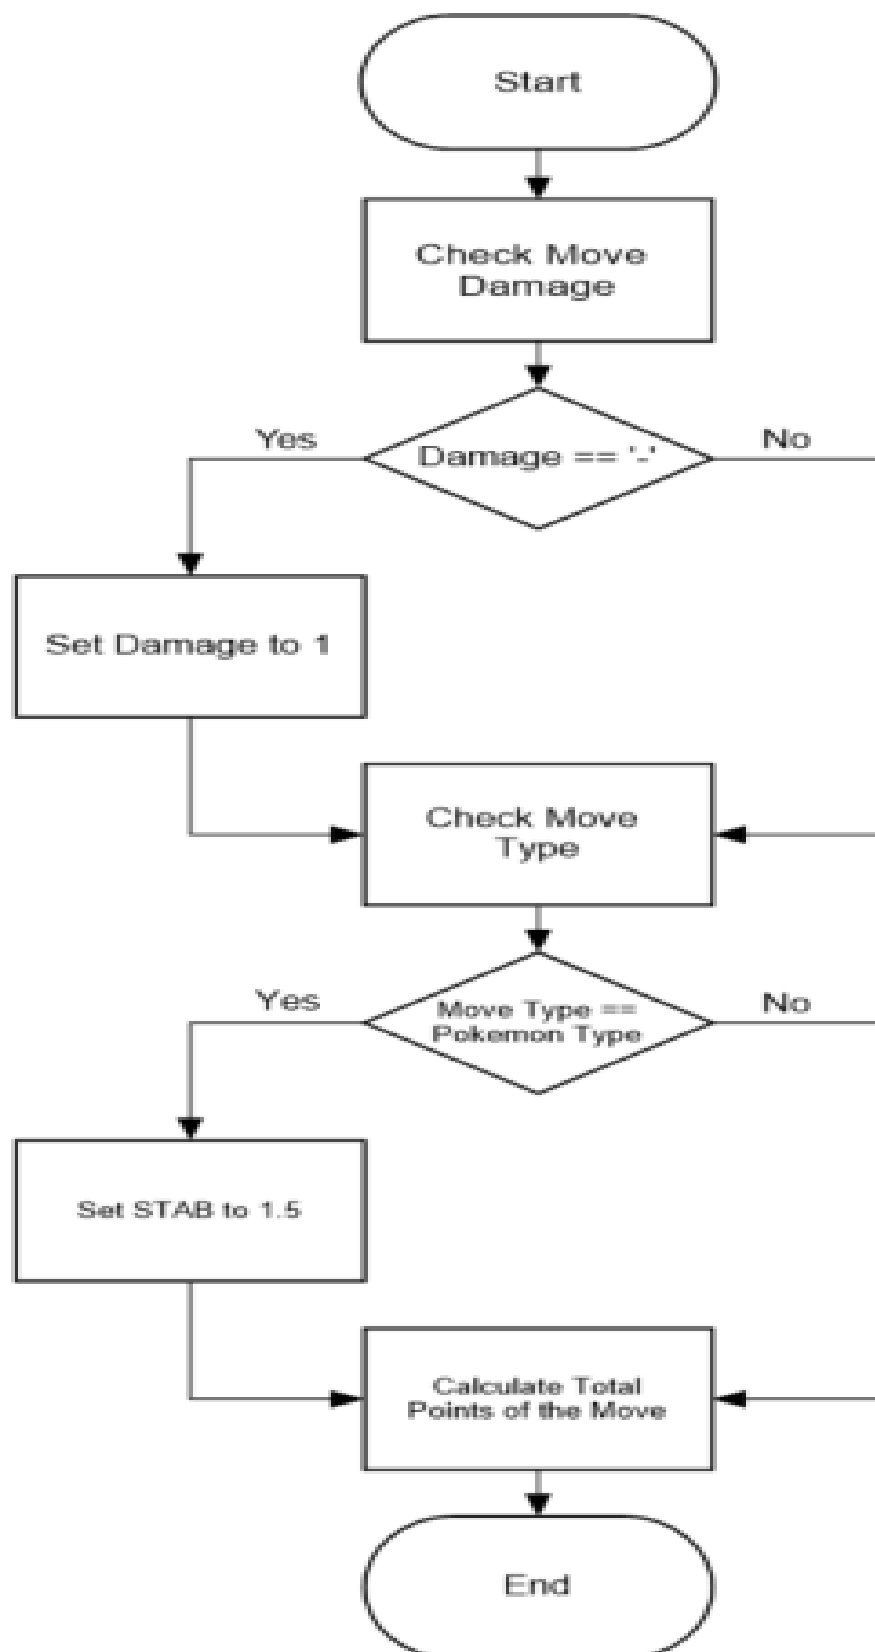 Start
Check Move
Damage
Yes
Damage == '-'
No
Set Damage to 1
Check Move
Type
Yes
Move Type ==
Pokemon Type
No
Set STAB to 1.5
Calculate Total
Points of the Move
End